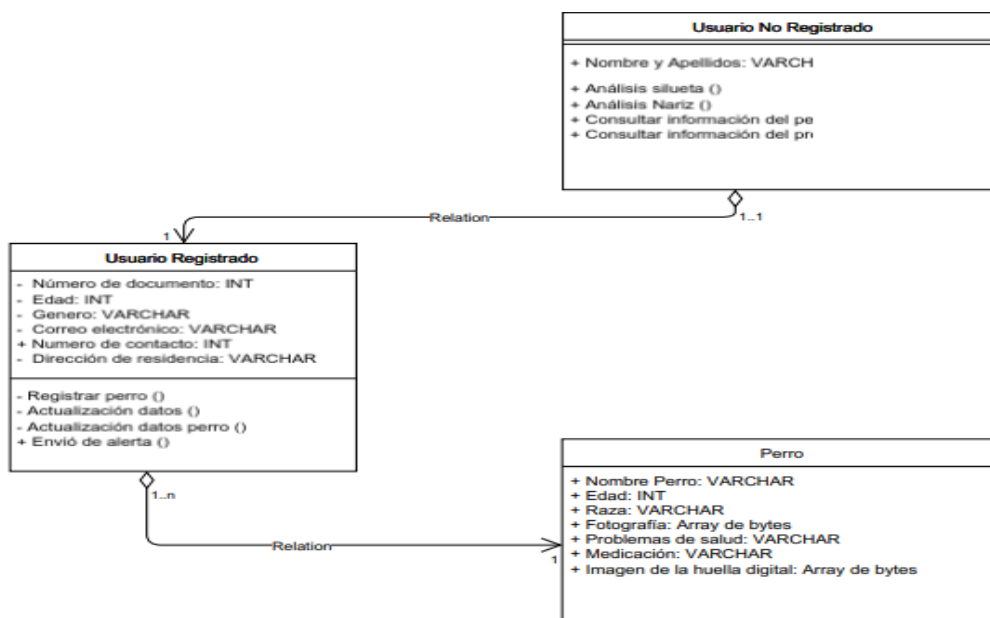 Usuario No Registrado
+ Nombre y Apellidos: VARCH
+ Análisis silueta ()
+ Análisis Nariz ()
+ Consultar información del pe
+ Consultar información del pr
1..1
Relation
1
Usuario Registrado
- Número de documento: INT
- Edad: INT
- Genero: VARCHAR
- Correo electrónico: VARCHAR
+ Numero de contacto: INT
- Dirección de residencia: VARCHAR
- Registrar perro ()
- Actualización datos ()
- Actualización datos perro ()
+ Envió de alerta ()
1..n
Relation
1
Perro
+ Nombre Perro: VARCHAR
+ Edad: INT
+ Raza: VARCHAR
+ Fotografía: Array de bytes
+ Problemas de salud: VARCHAR
+ Medicación: VARCHAR
+ Imagen de la huella digital: Array de bytes